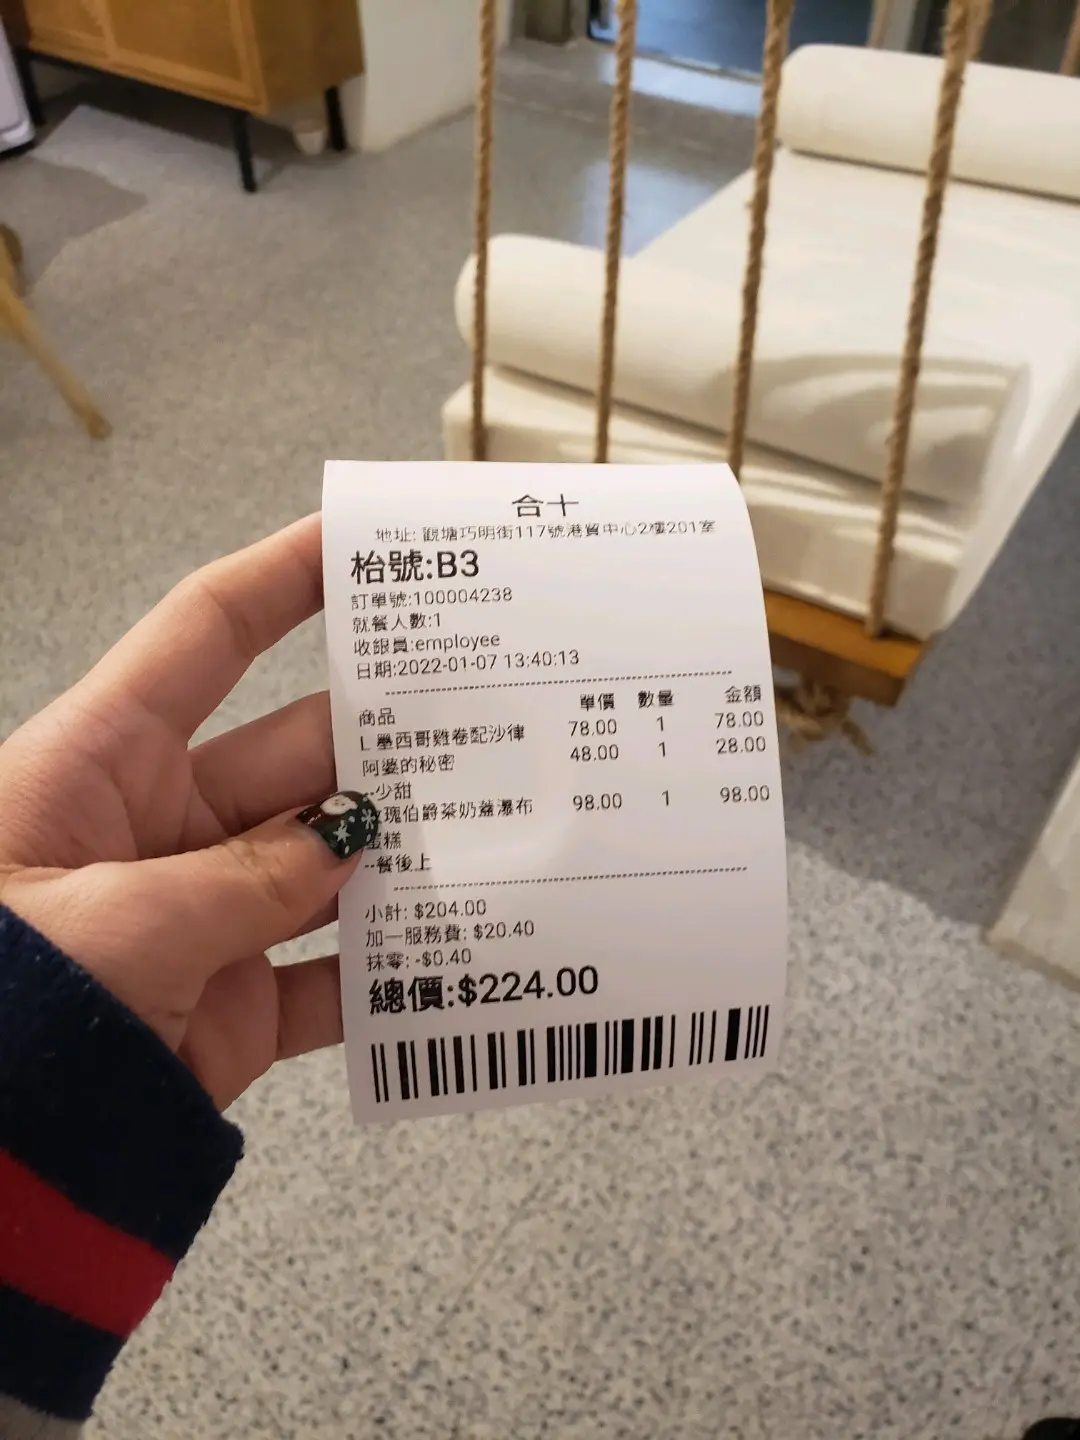 合十
地址: 觀塘巧明街117號港貿中心2樓201室
枱號:B3
訂單號:100004238
就餐人數:1
收銀員:employee
日期:2022-01-07 13:40:13
商品 單價 數量 金額
L 墨西哥雞卷配沙律 78.00 1 78.00
阿婆的秘密 48.00 1 28.00
--少甜
玫瑰伯爵茶奶蓋瀑布 98.00 1 98.00
蛋糕
--餐後上
小計: $204.00
加一服務費: $20.40
抹零: -$0.40
總價:$224.00